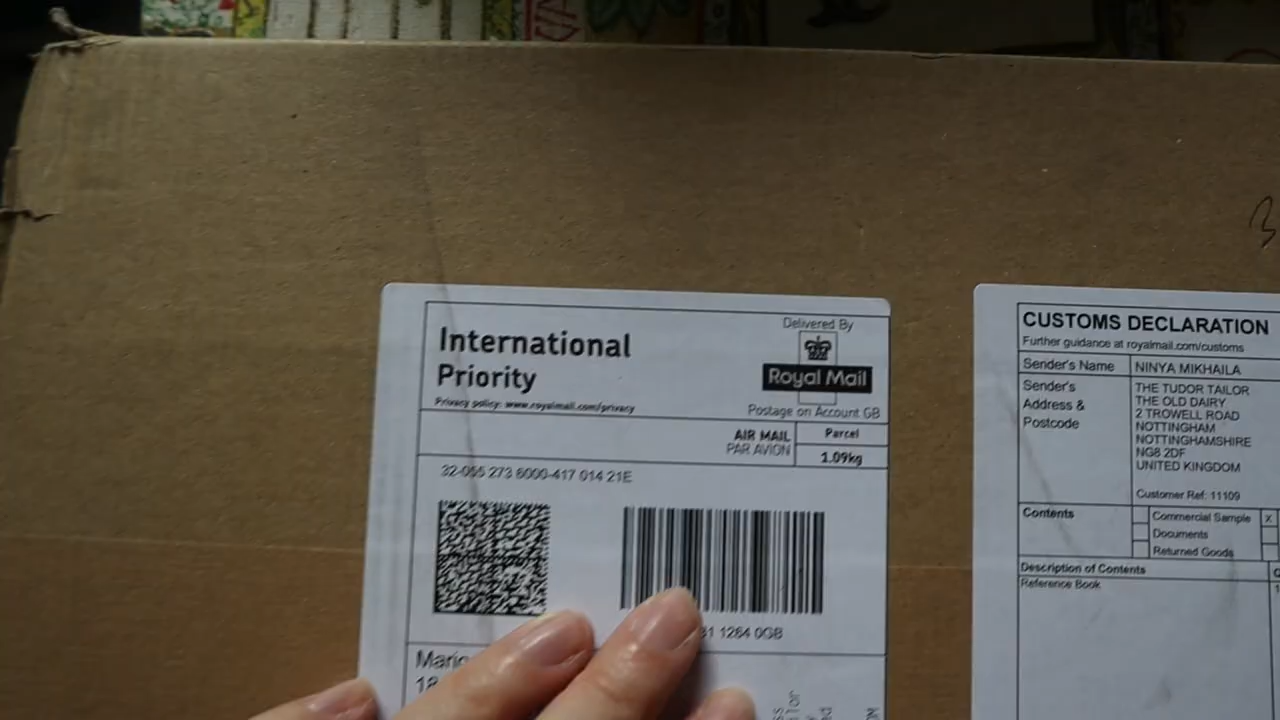 International
Priority
Privacy policy: www.royalmail.com/privacy
Delivered By
Royal Mail
Postage on Account GB
AIR MAIL
PAR AVION
Parcel
1.09kg
32-055 273 6000-417 014 21E
31 1264 0GB
CUSTOMS DECLARATION
Further guidance at royalmail.com/customs
Sender's Name NINYA MIKHAILA
Sender's
Address &
Postcode
THE TUDOR TAILOR
THE OLD DAIRY
2 TROWELL ROAD
NOTTINGHAM
NOTTINGHAMSHIRE
NG8 2DF
UNITED KINGDOM
Customer Ref: 11109
Contents
Commercial Sample X
Documents
Returned Goods
Description of Contents
Reference Book
3